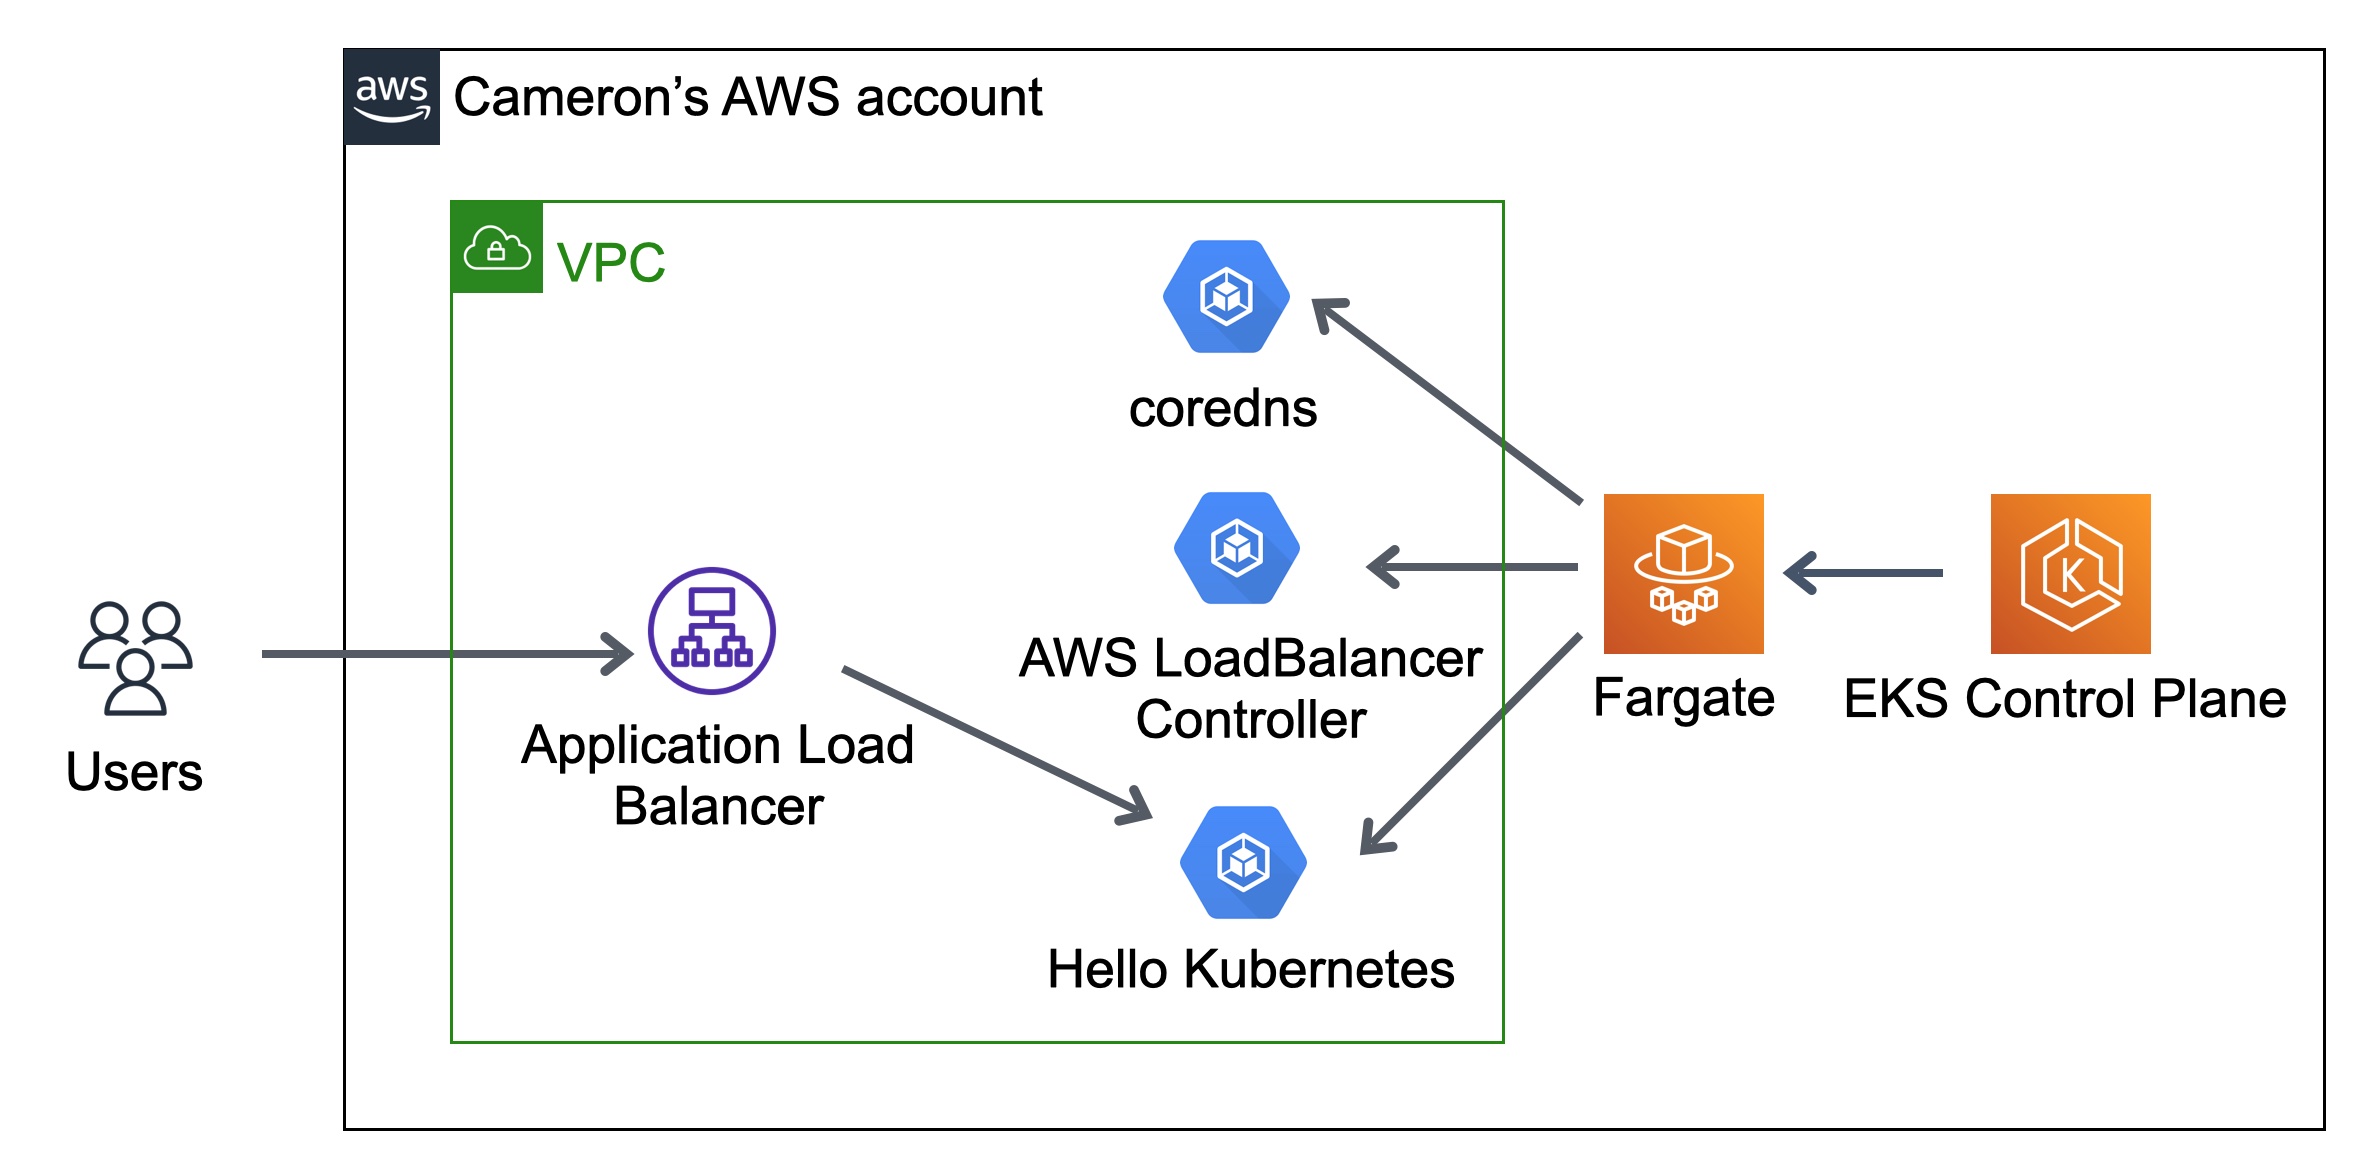 aws
Cameron’s AWS account
VPC
coredns
AWS LoadBalancer
Controller
Application Load
Balancer
Users
Hello Kubernetes
Fargate
K
EKS Control Plane